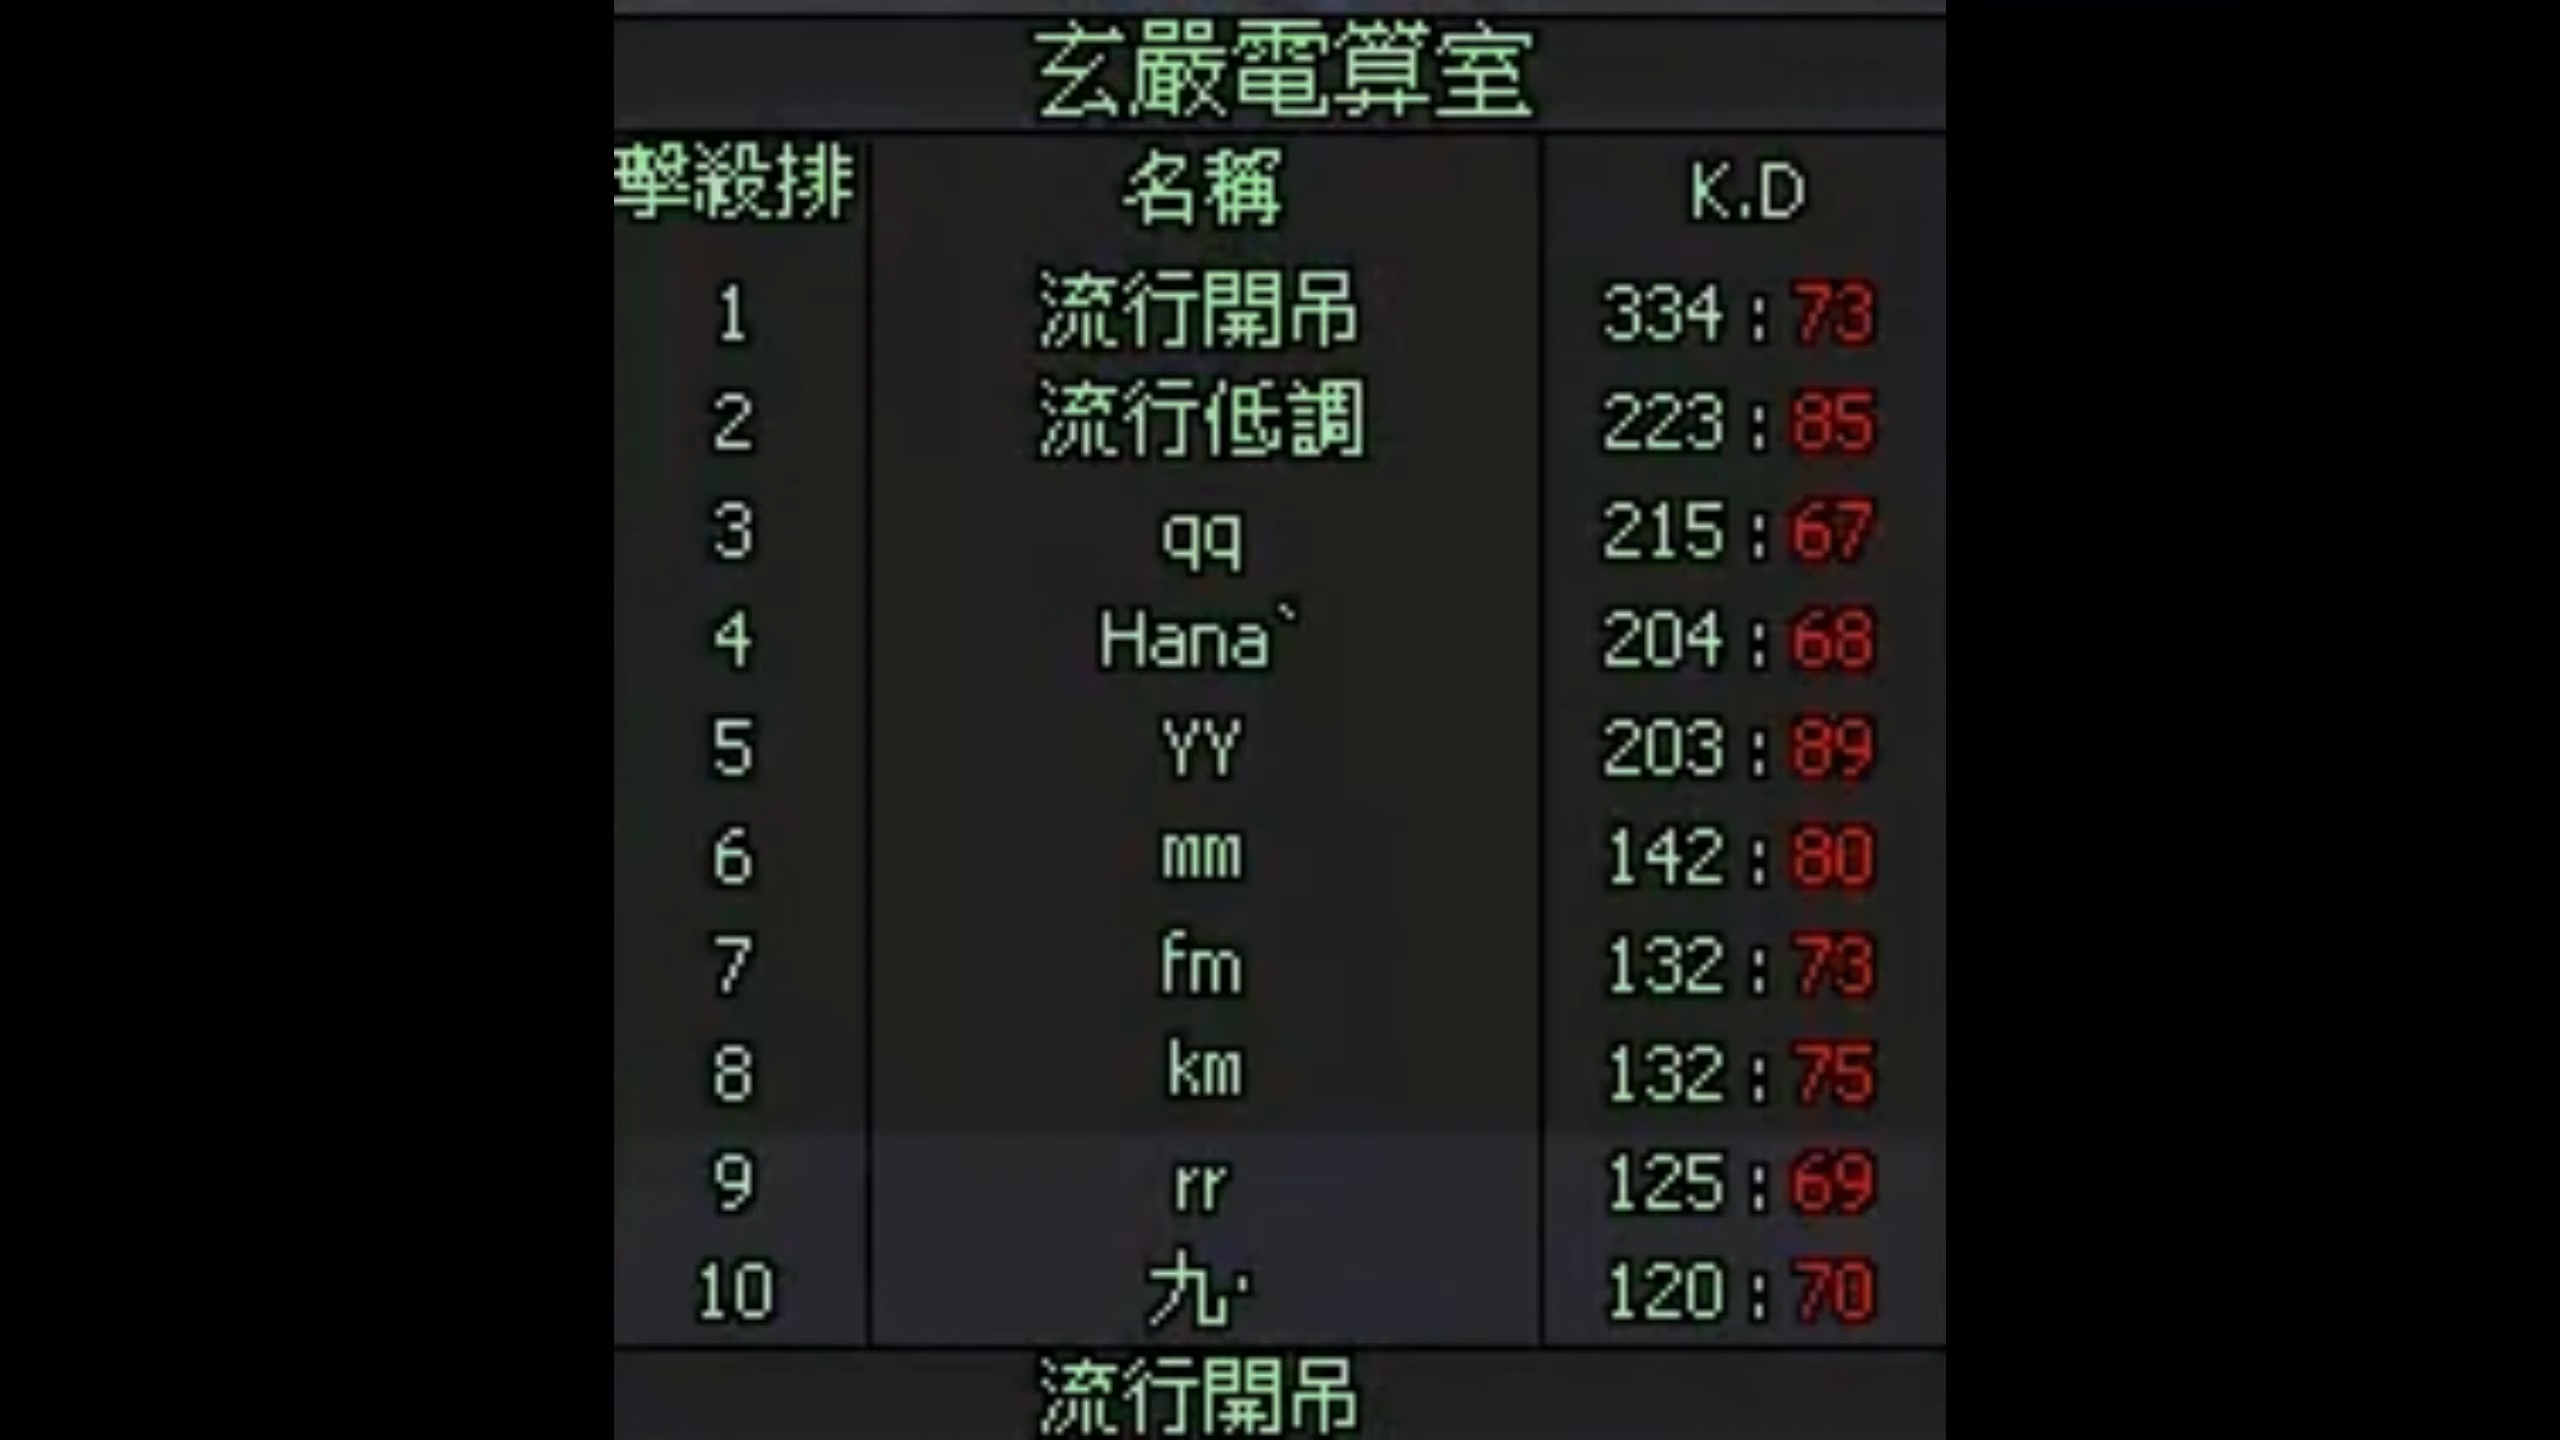 玄嚴電算室
擊殺排 名稱 K.D
1 流行開吊 334 : 73
2 流行低調 223 : 85
3 qq 215 : 67
4 Hana` 204 : 68
5 YY 203 : 89
6 mm 142 : 80
7 fm 132 : 73
8 km 132 : 75
9 rr 125 : 69
10 九· 120 : 70
流行開吊